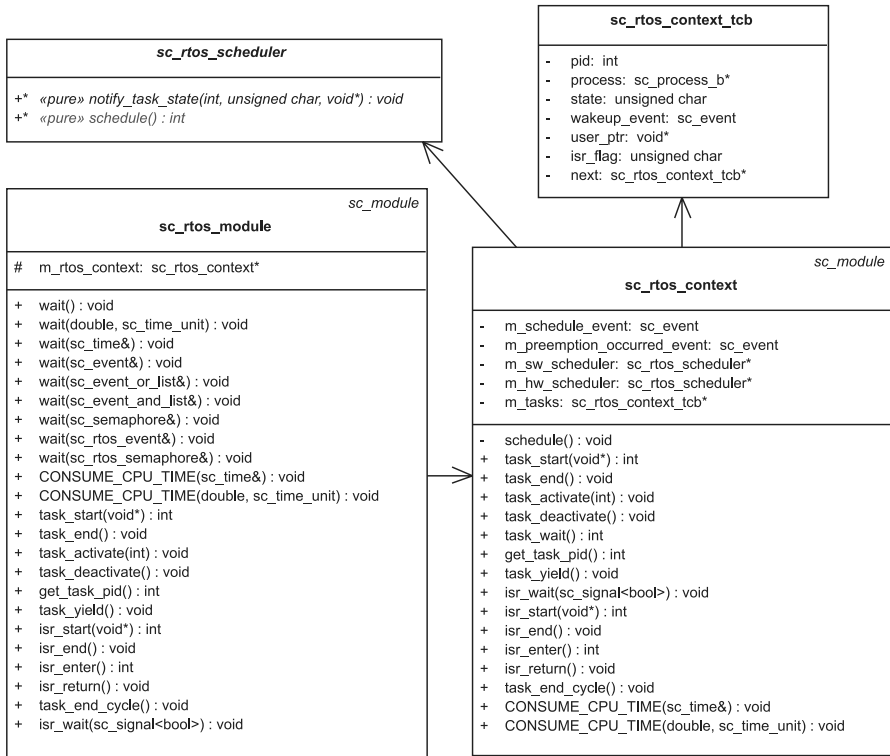 sc_rtos_scheduler
+* «pure» notify_task_state(int, unsigned char, void*) : void
+* «pure» schedule() : int
sc_rtos_context_tcb
- pid: int
- process: sc_process_b*
- state: unsigned char
- wakeup_event: sc_event
- user_ptr: void*
- isr_flag: unsigned char
- next: sc_rtos_context_tcb*
sc_module
sc_rtos_module
# m_rtos_context: sc_rtos_context*
+ wait() : void
+ wait(double, sc_time_unit) : void
+ wait(sc_time&) : void
+ wait(sc_event&) : void
+ wait(sc_event_or_list&) : void
+ wait(sc_event_and_list&) : void
+ wait(sc_semaphore&) : void
+ wait(sc_rtos_event&) : void
+ wait(sc_rtos_semaphore&) : void
+ CONSUME_CPU_TIME(sc_time&) : void
+ CONSUME_CPU_TIME(double, sc_time_unit) : void
+ task_start(void*) : int
+ task_end() : void
+ task_activate(int) : void
+ task_deactivate() : void
+ get_task_pid() : int
+ task_yield() : void
+ isr_start(void*) : int
+ isr_end() : void
+ isr_enter() : int
+ isr_return() : void
+ task_end_cycle() : void
+ isr_wait(sc_signal<bool>) : void
sc_module
sc_rtos_context
- m_schedule_event: sc_event
- m_preemption_occurred_event: sc_event
- m_sw_scheduler: sc_rtos_scheduler*
- m_hw_scheduler: sc_rtos_scheduler*
- m_tasks: sc_rtos_context_tcb*
- schedule() : void
+ task_start(void*) : int
+ task_end() : void
+ task_activate(int) : void
+ task_deactivate() : void
+ task_wait() : int
+ get_task_pid() : int
+ task_yield() : void
+ isr_wait(sc_signal<bool>) : void
+ isr_start(void*) : int
+ isr_end() : void
+ isr_enter() : int
+ isr_return() : void
+ task_end_cycle() : void
+ CONSUME_CPU_TIME(sc_time&) : void
+ CONSUME_CPU_TIME(double, sc_time_unit) : void